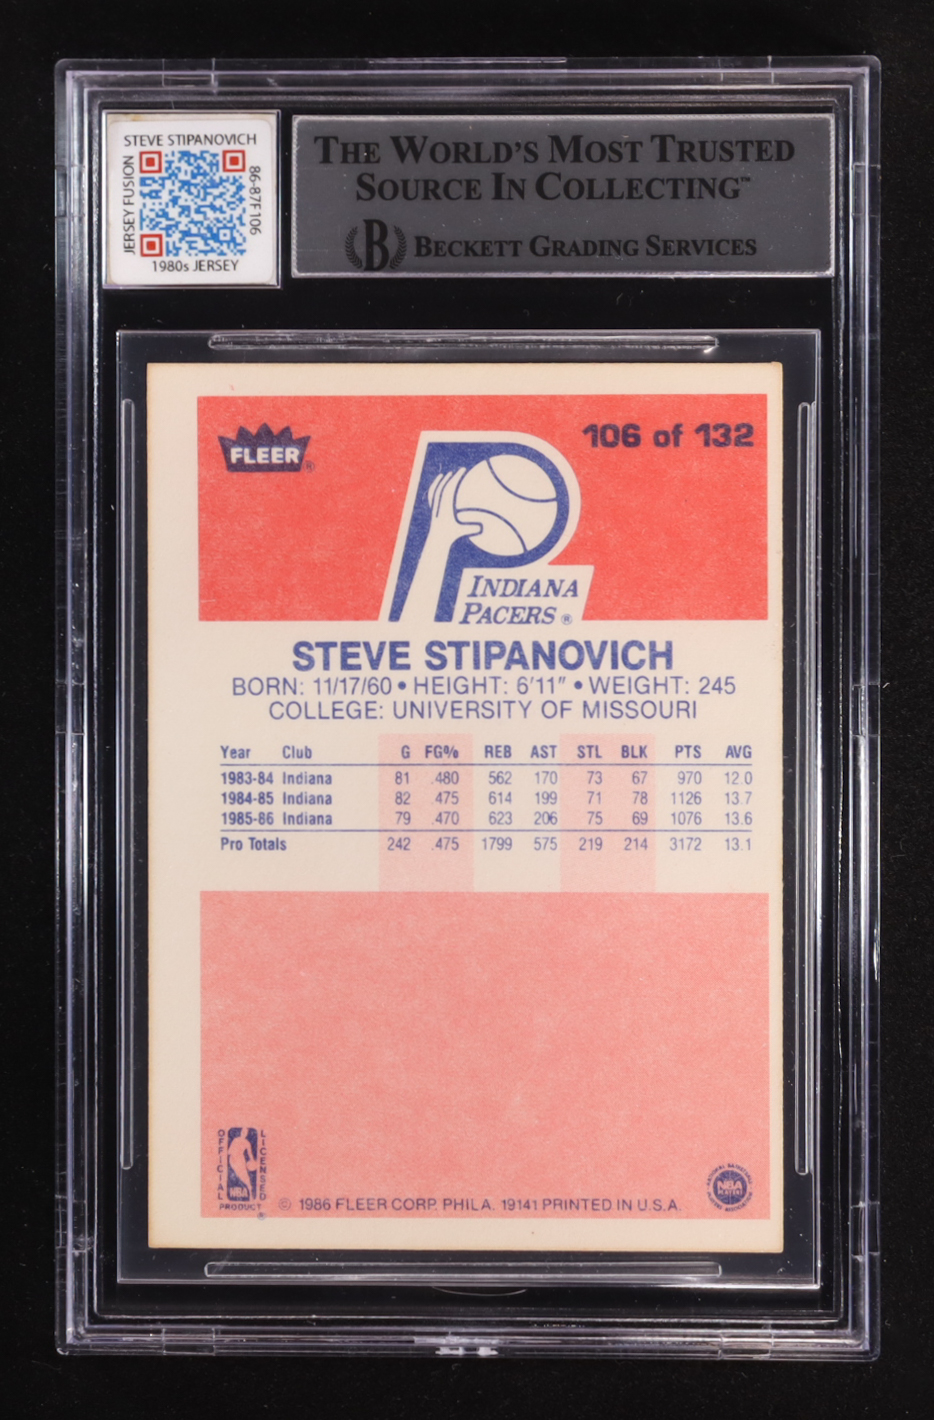 STEVE STIPANOVICH
JERSEY FUSION
86-87F106
1980s JERSEY
THE WORLD'S MOST TRUSTED
SOURCE IN COLLECTING™
B BECKETT GRADING SERVICES
FLEER®
106 of 132
INDIANA
PACERS®
STEVE STIPANOVICH
BORN: 11/17/60 • HEIGHT: 6'11" • WEIGHT: 245
COLLEGE: UNIVERSITY OF MISSOURI
Year Club G FG% REB AST STL BLK PTS AVG
1983-84 Indiana 81 .480 562 170 73 67 970 12.0
1984-85 Indiana 82 .475 614 199 71 78 1126 13.7
1985-86 Indiana 79 .470 623 206 75 69 1076 13.6
Pro Totals 242 .475 1799 575 219 214 3172 13.1
OFFICIAL
LICENSED
NBA
PRODUCT
®
© 1986 FLEER CORP. PHILA. 19141 PRINTED IN U.S.A.
NBA
PLAYERS